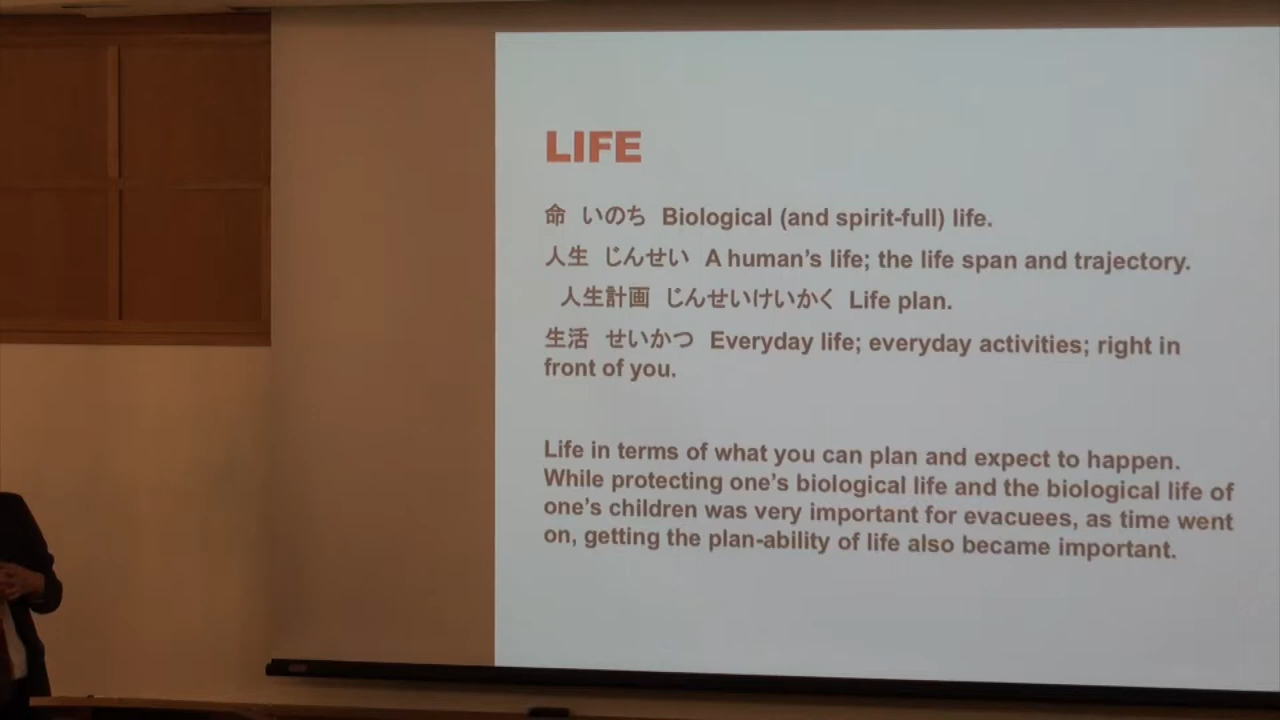 LIFE
命 いのち Biological (and spirit-full) life.
人生 じんせい A human's life; the life span and trajectory.
人生計画 じんせいけいかく Life plan.
生活 せいかつ Everyday life; everyday activities; right in
front of you.
Life in terms of what you can plan and expect to happen.
While protecting one's biological life and the biological life of
one's children was very important for evacuees, as time went
on, getting the plan-ability of life also became important.